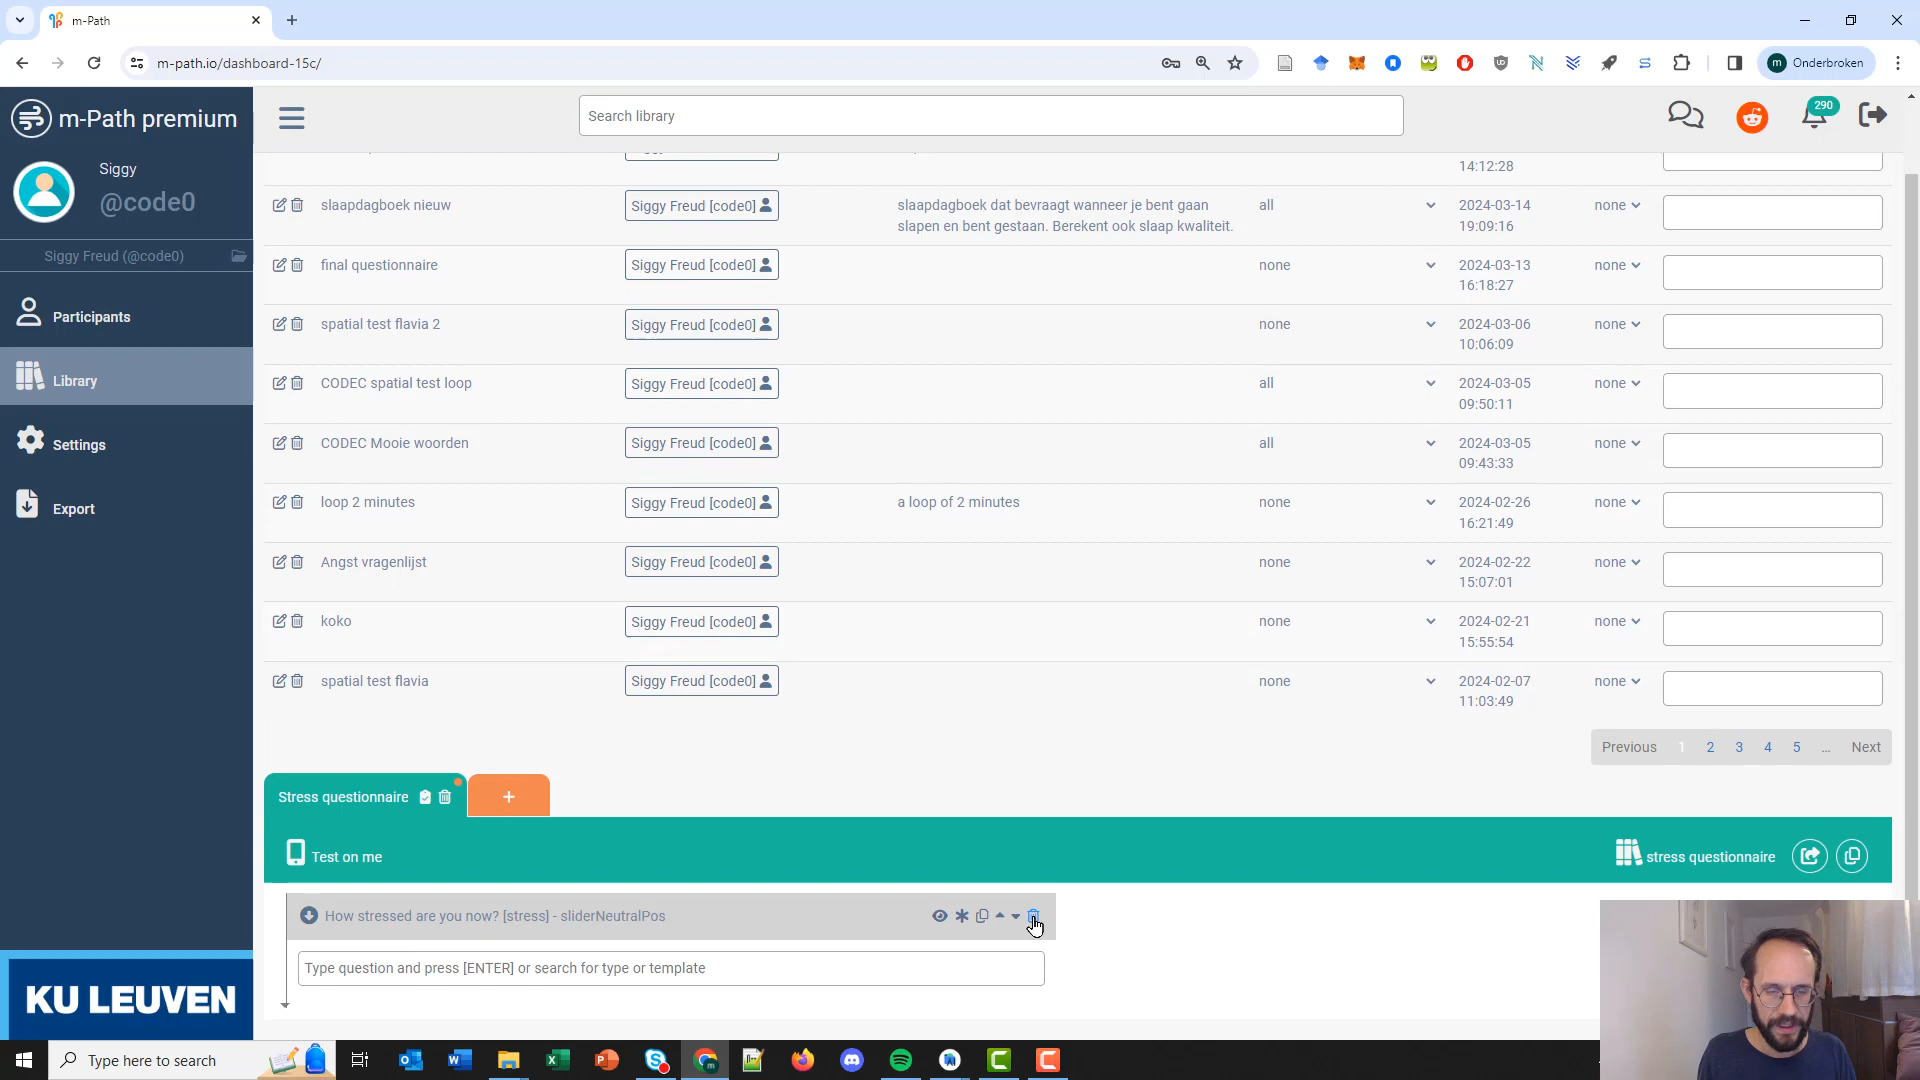 m-Path
m-path.io/dashboard-15c/
Onderbroken
m
m-Path premium
Search library
290
Siggy
@code0
Siggy Freud (@code0)
Participants
Library
Settings
Export
KU LEUVEN
14:12:28
slaapdagboek nieuw
Siggy Freud [code0]
slaapdagboek dat bevraagt wanneer je bent gaan
slapen en bent gestaan. Berekent ook slaap kwaliteit.
all
2024-03-14
19:09:16
none
final questionnaire
Siggy Freud [code0]
none
2024-03-13
16:18:27
none
spatial test flavia 2
Siggy Freud [code0]
none
2024-03-06
10:06:09
none
CODEC spatial test loop
Siggy Freud [code0]
all
2024-03-05
09:50:11
none
CODEC Mooie woorden
Siggy Freud [code0]
all
2024-03-05
09:43:33
none
loop 2 minutes
Siggy Freud [code0]
a loop of 2 minutes
none
2024-02-26
16:21:49
none
Angst vragenlijst
Siggy Freud [code0]
none
2024-02-22
15:07:01
none
koko
Siggy Freud [code0]
none
2024-02-21
15:55:54
none
spatial test flavia
Siggy Freud [code0]
none
2024-02-07
11:03:49
none
Previous 1 2 3 4 5 ... Next
Stress questionnaire
+
Test on me
stress questionnaire
How stressed are you now? [stress] - sliderNeutralPos
Type question and press [ENTER] or search for type or template
Type here to search